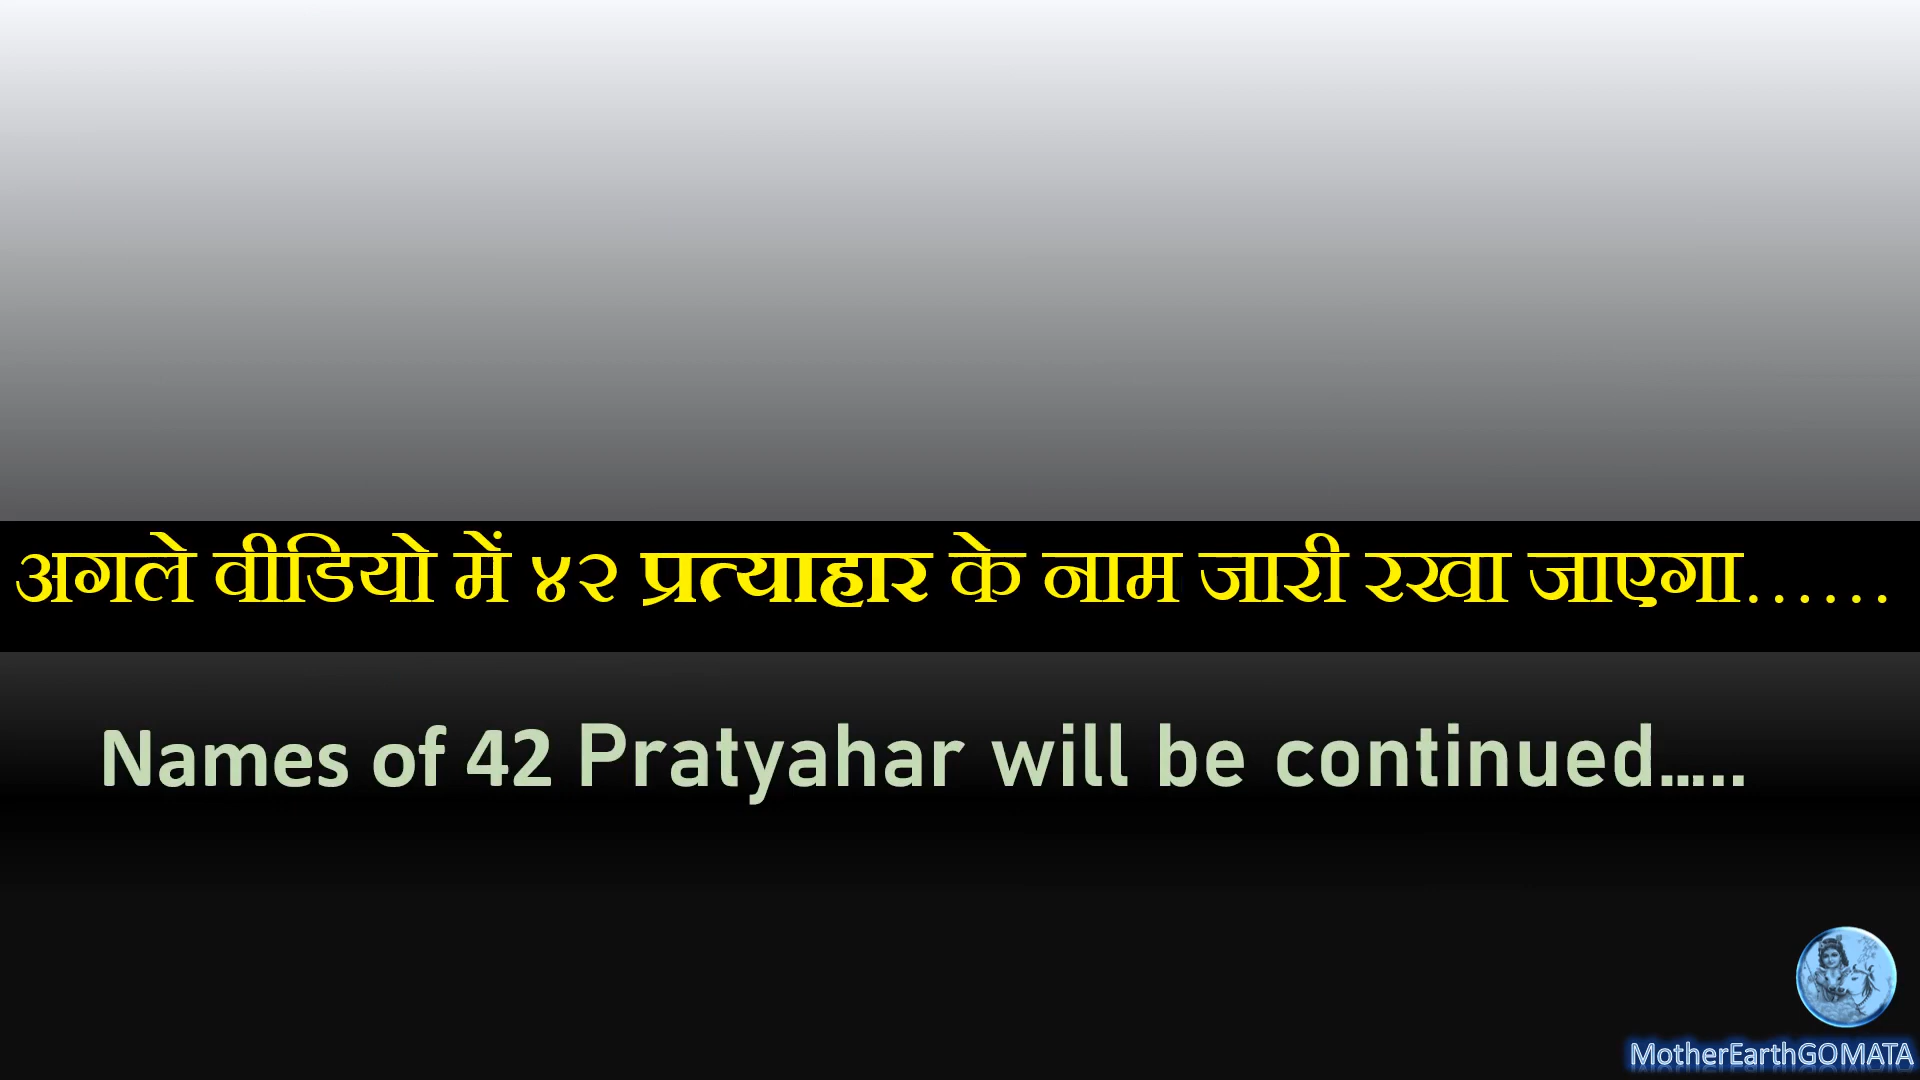 अगले वीडियो में ४२ प्रत्याहार के नाम जारी रखा जाएगा……
Names of 42 Pratyahar will be continued.....
MotherEarthGOMATA